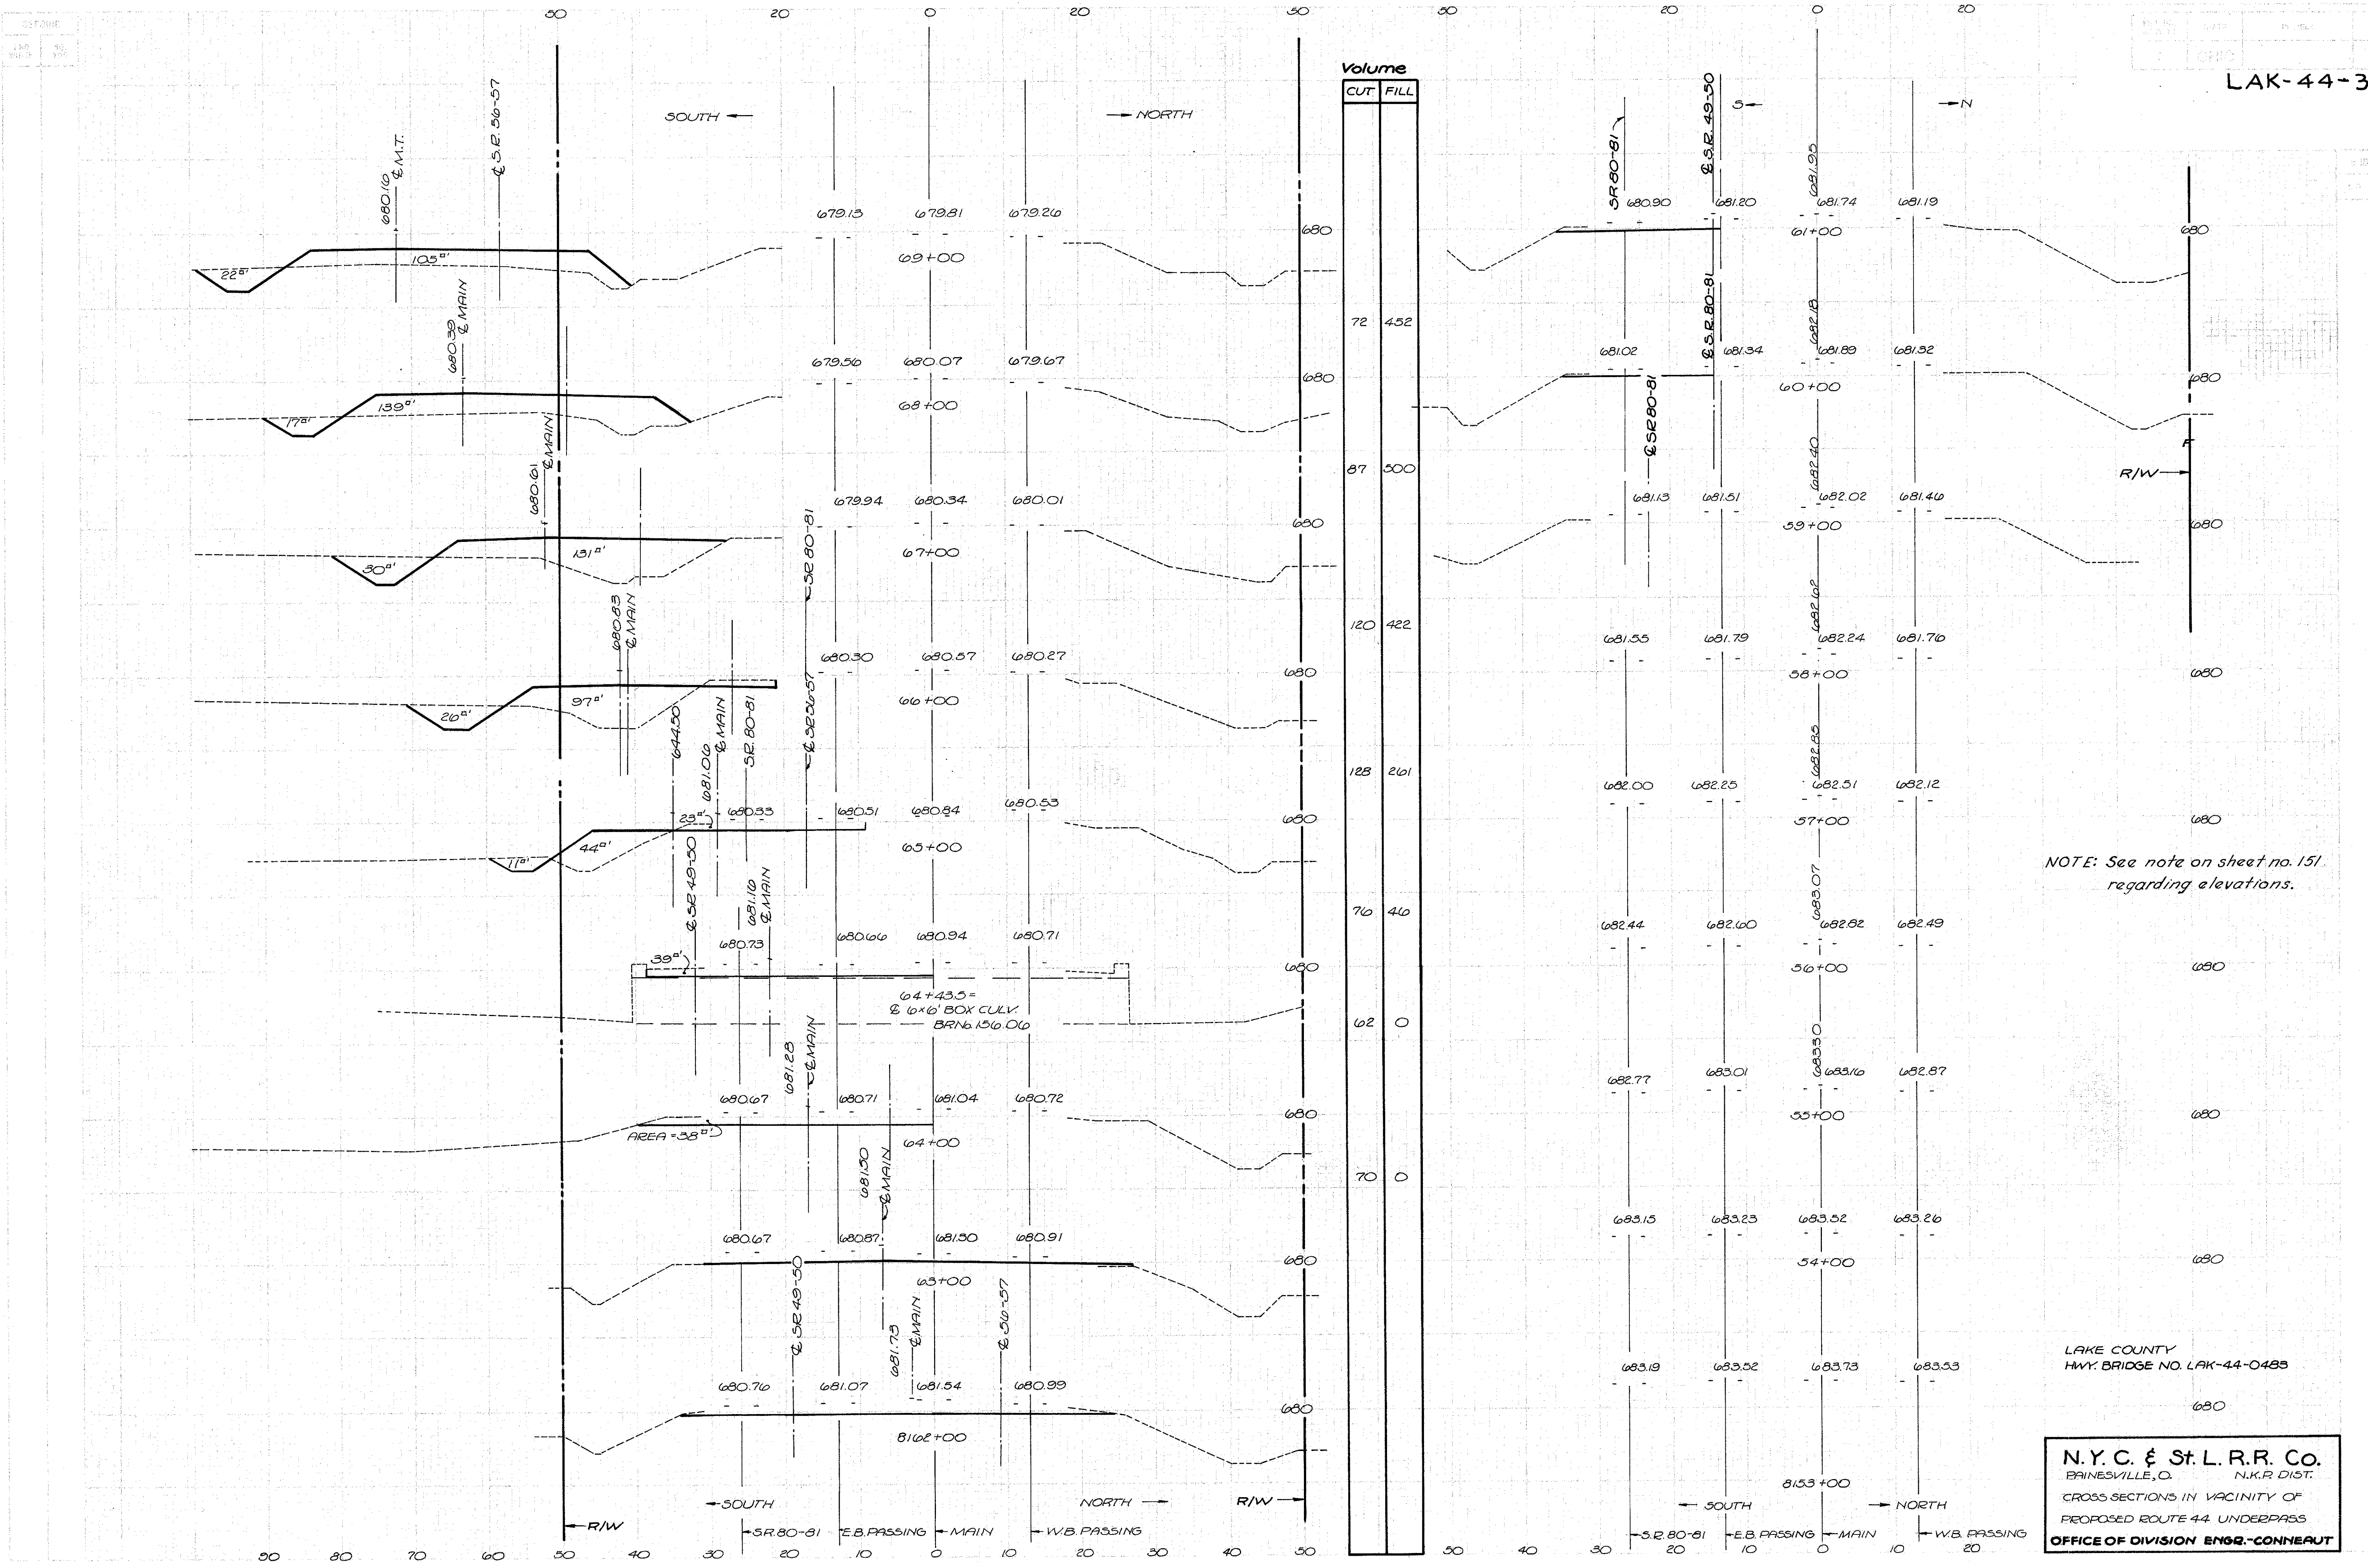 50 20 0 20 50 50 20 0 20
LAK-44-3
Volume
CUT FILL
SOUTH
NORTH
S
N
680.16
℄ M.T.
℄ S.R. 56-57
679.13 679.81 679.26
680
69+00
22□'
105□'
SR 80-81
℄ S.R. 49-50
681.95
680.90 681.20 681.74 681.19
61+00
680
72 452
680.39
℄ MAIN
679.56 680.07 679.67
680
68+00
17□'
139□'
℄ S.R. 80-81
682.18
681.02 681.34 681.89 681.32
60+00
680
87 500
R/W
680.61
℄ MAIN
679.94 680.34 680.01
680
67+00
30□'
131□'
SR 80-81
℄ SR 80-81
682.40
681.13 681.51 682.02 681.46
59+00
680
120 422
680.83
℄ MAIN
680.30 680.57 680.27
680
66+00
26□'
97□'
℄ SR 56-57
682.62
681.55 681.79 682.24 681.76
58+00
680
128 261
644.50
681.06
℄ MAIN
S.R. 80-81
23□'
680.33 680.51 680.84 680.53
680
65+00
11□'
44□'
682.85
682.00 682.25 682.51 682.12
57+00
680
NOTE: See note on sheet no. 151
regarding elevations.
76 46
℄ SR 49-50
681.16
℄ MAIN
680.73 680.66 680.94 680.71
680
39□'
64+43.5=
℄ 6×6' BOX CULV.
BR No. 156.06
683.07
682.44 682.60 682.82 682.49
56+00
680
62 0
681.28
℄ MAIN
680.67 680.71 681.04 680.72
680
AREA = 38□'
64+00
683.30
682.77 683.01 683.16 682.87
55+00
680
70 0
681.50
℄ MAIN
680.67 680.87 681.30 680.91
680
63+00
683.15 683.23 683.52 683.26
54+00
680
℄ SR 49-50
681.73
℄ MAIN
℄ 56-57
680.76 681.07 681.54 680.99
680
8162+00
683.19 683.52 683.73 683.53
680
8153+00
LAKE COUNTY
HWY. BRIDGE NO. LAK-44-0483
SOUTH
NORTH
R/W
R/W
S.R. 80-81 E.B. PASSING MAIN W.B. PASSING
SOUTH
NORTH
S.R. 80-81 E.B. PASSING MAIN W.B. PASSING
N.Y.C. & St. L. R.R. Co.
PAINESVILLE, O. N.K.P. DIST.
CROSS SECTIONS IN VACINITY OF
PROPOSED ROUTE 44 UNDERPASS
OFFICE OF DIVISION ENGR.-CONNEAUT
90 80 70 60 50 40 30 20 10 0 10 20 30 40 50 50 40 30 20 10 0 10 20